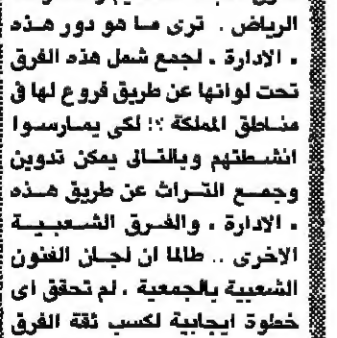 الرياض . ترى ما هو دور هذه
« الادارة » لجمع شمل هذه الفرق
تحت لوائها عن طريق فروع لها في
مناطق المملكة ؟! لكى يمارسوا
انشطتهم وبالتالى يمكن تدوين
وجمع التراث عن طريق هذه
« الادارة » والفرق الشعبية
الاخرى .. طالما ان لجان الفنون
الشعبية بالجمعية . لم تحقق اى
خطوة ايجابية لكسب ثقة الفرق